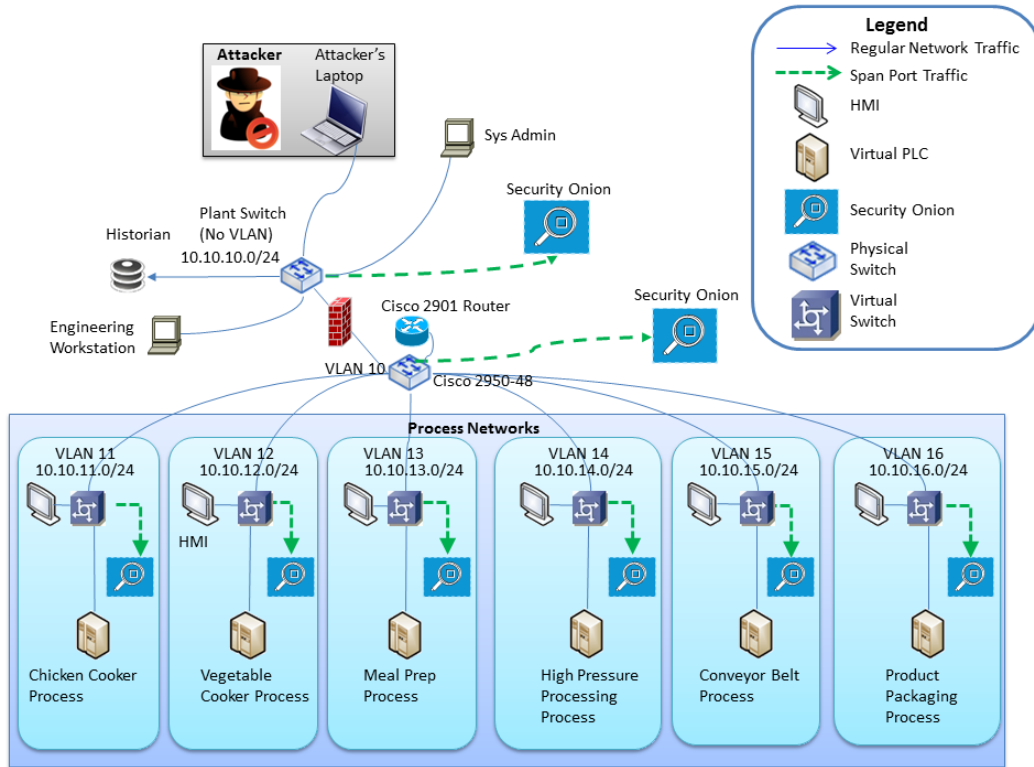 Attacker
Attacker's
Laptop
Sys Admin
Security Onion
Plant Switch
(No VLAN)
10.10.10.0/24
Historian
Engineering
Workstation
Cisco 2901 Router
Security Onion
VLAN 10
Cisco 2950-48
Legend
Regular Network Traffic
Span Port Traffic
HMI
Virtual PLC
Security Onion
Physical
Switch
Virtual
Switch
Process Networks
VLAN 11
10.10.11.0/24
Chicken Cooker
Process
VLAN 12
10.10.12.0/24
HMI
Vegetable
Cooker Process
VLAN 13
10.10.13.0/24
Meal Prep
Process
VLAN 14
10.10.14.0/24
High Pressure
Processing
Process
VLAN 15
10.10.15.0/24
Conveyor Belt
Process
VLAN 16
10.10.16.0/24
Product
Packaging
Process